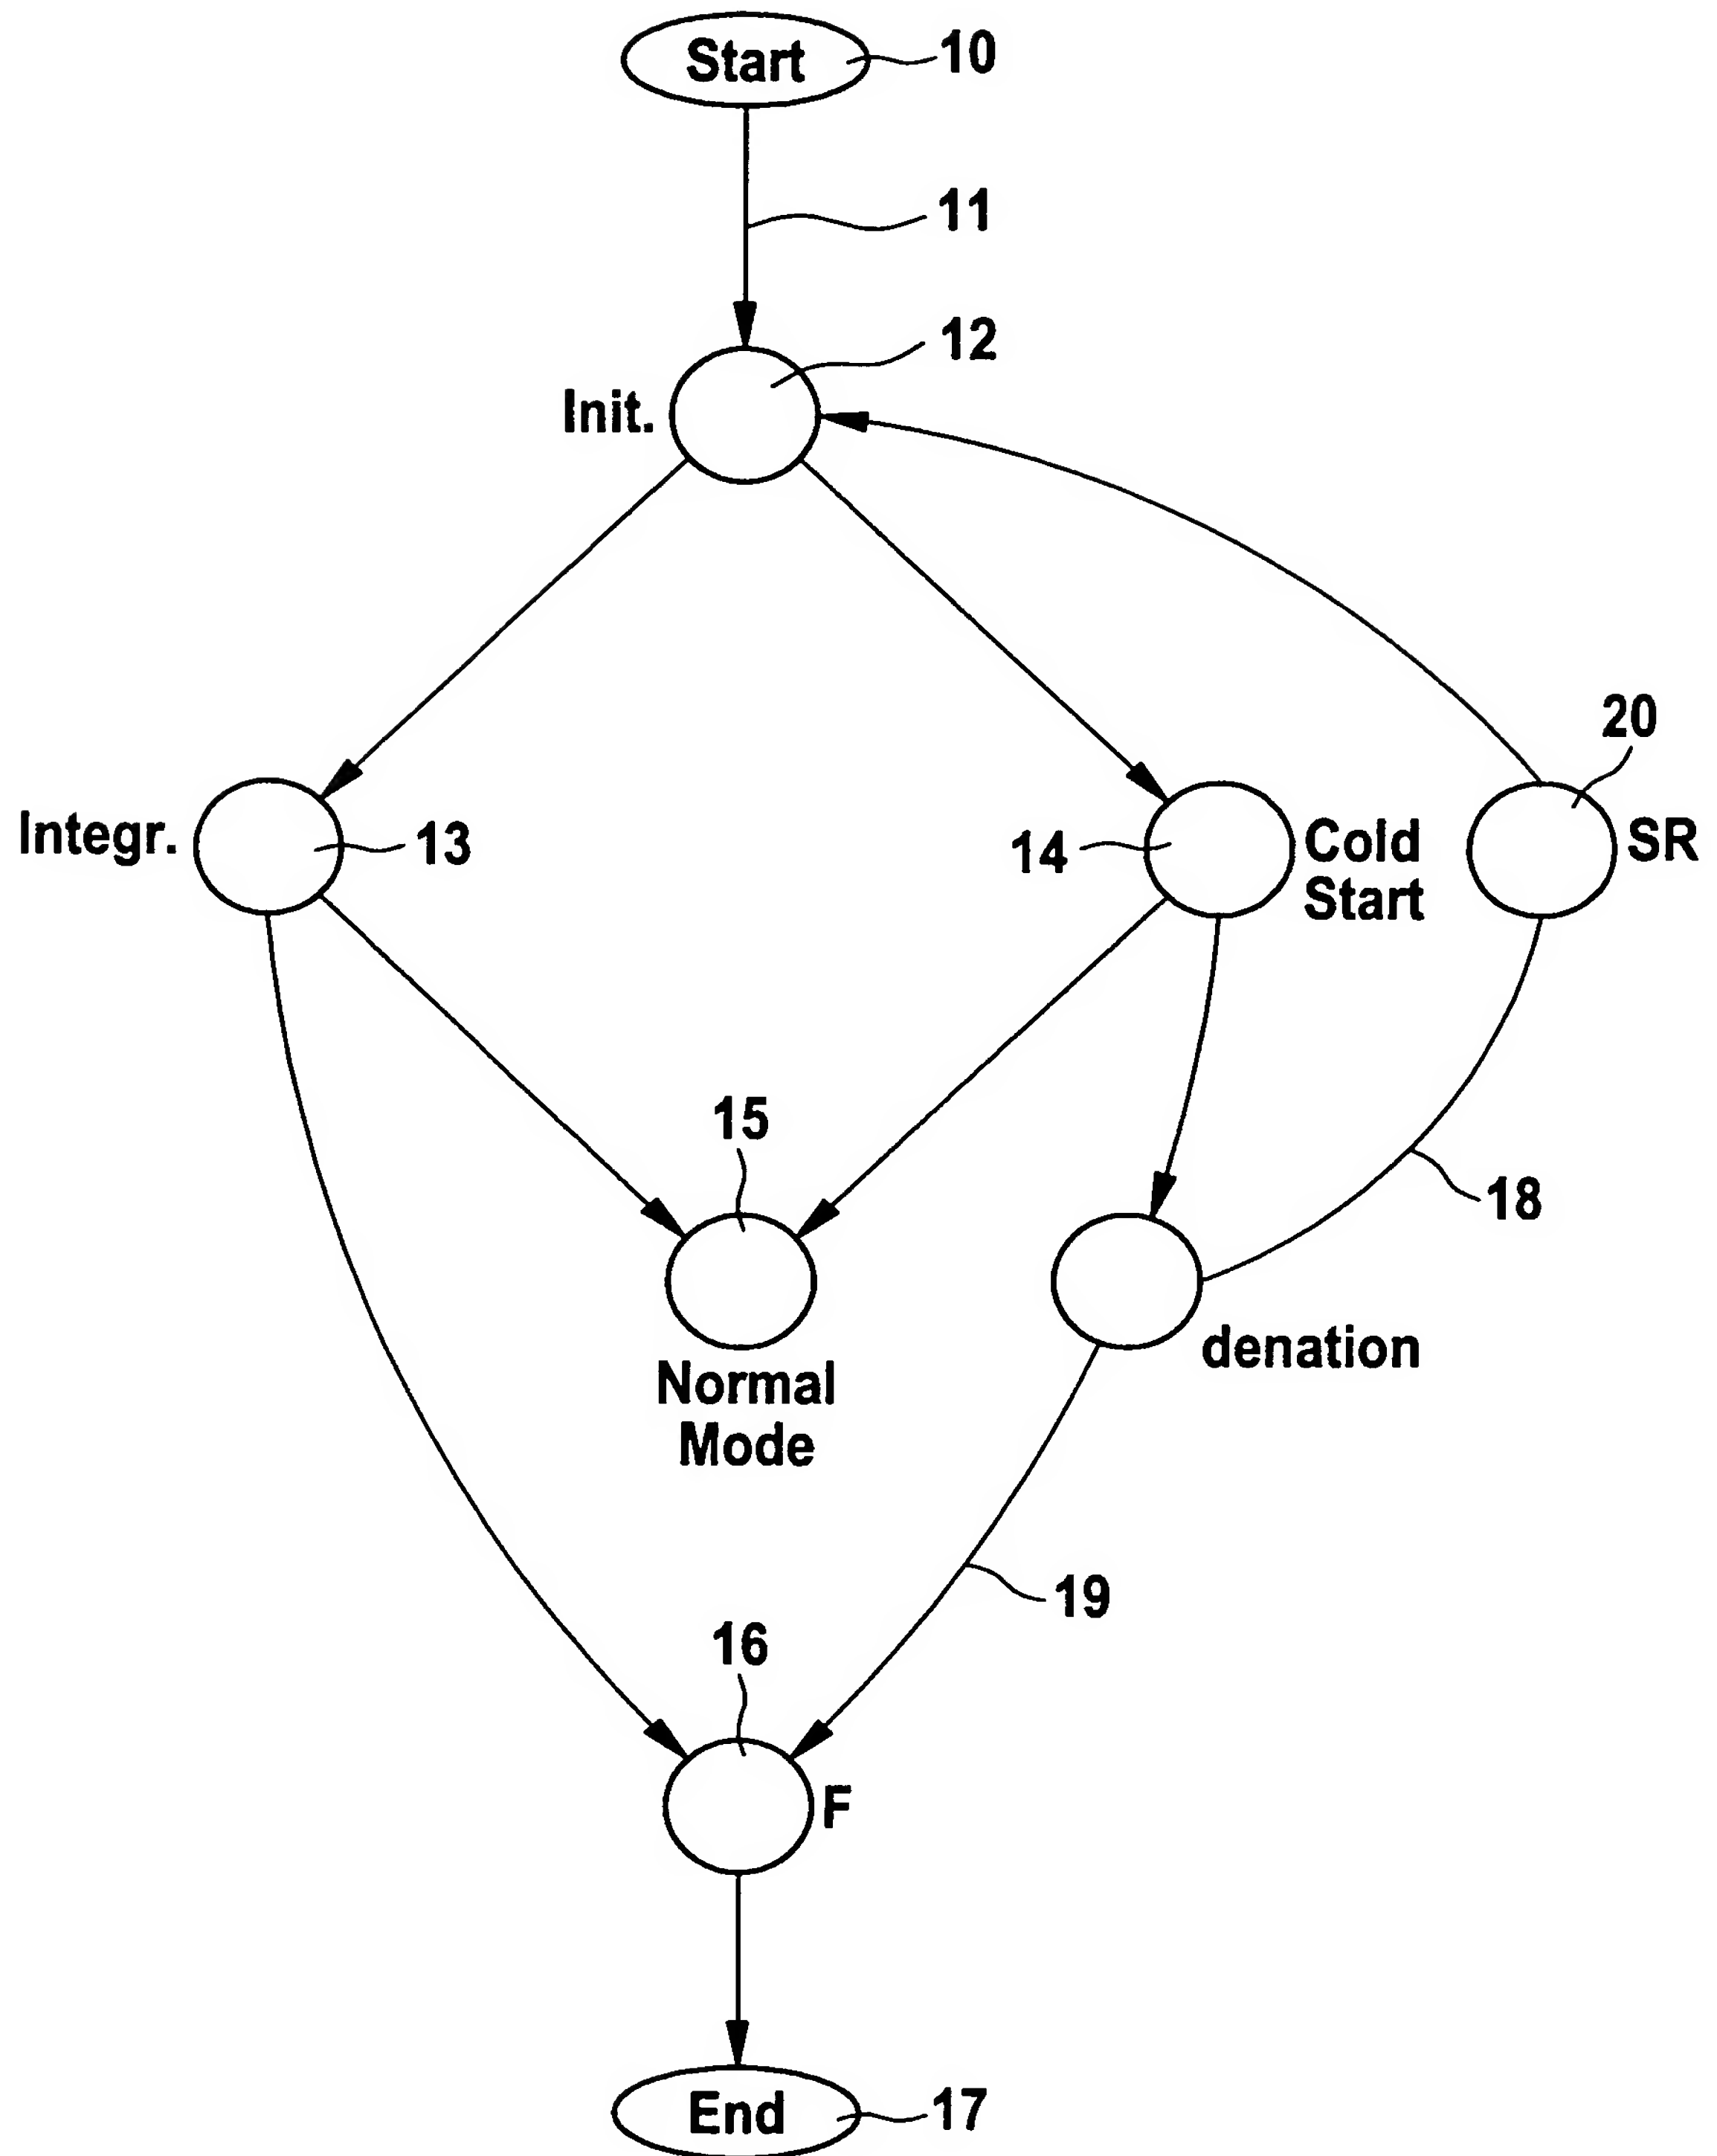 Start
10
11
12
Init.
20
Integr.
13
14
Cold
Start
SR
15
18
denation
Normal
Mode
19
16
F
End
17